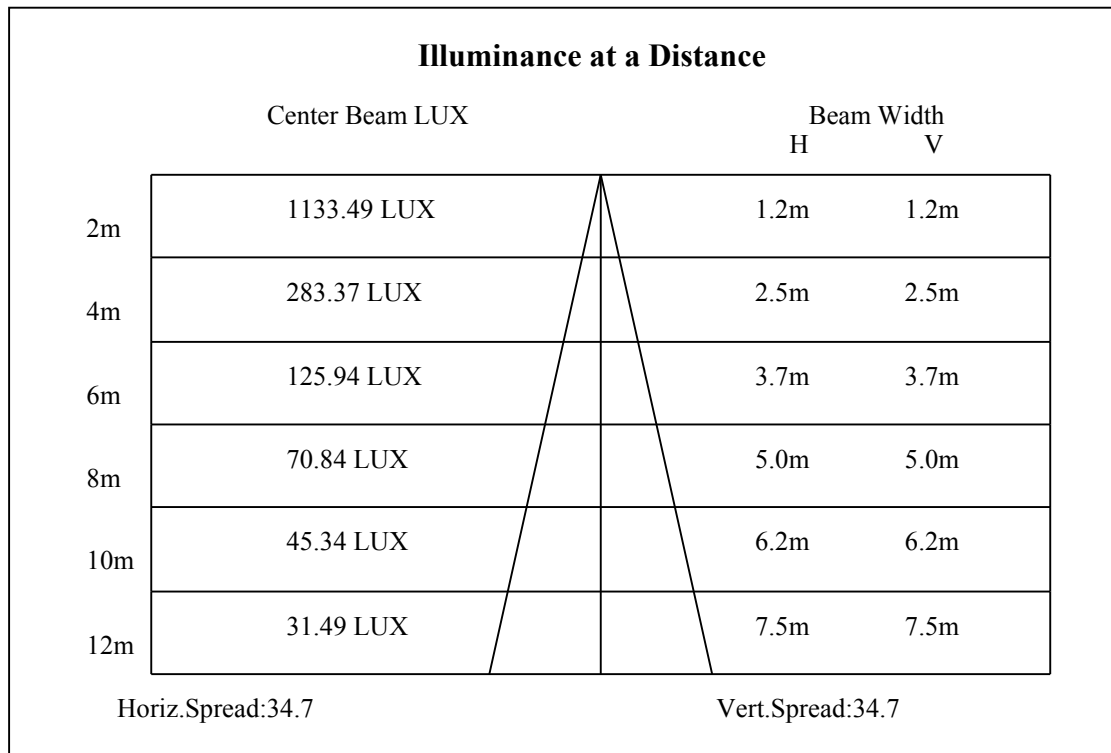 Illuminance at a Distance
Center Beam LUX Beam Width
H V
2m 1133.49 LUX 1.2m 1.2m
4m 283.37 LUX 2.5m 2.5m
6m 125.94 LUX 3.7m 3.7m
8m 70.84 LUX 5.0m 5.0m
10m 45.34 LUX 6.2m 6.2m
12m 31.49 LUX 7.5m 7.5m
Horiz.Spread:34.7 Vert.Spread:34.7